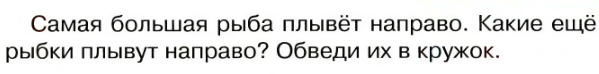 Самая большая рыба плывёт направо. Какие ещё
рыбки плывут направо? Обведи их в кружок.